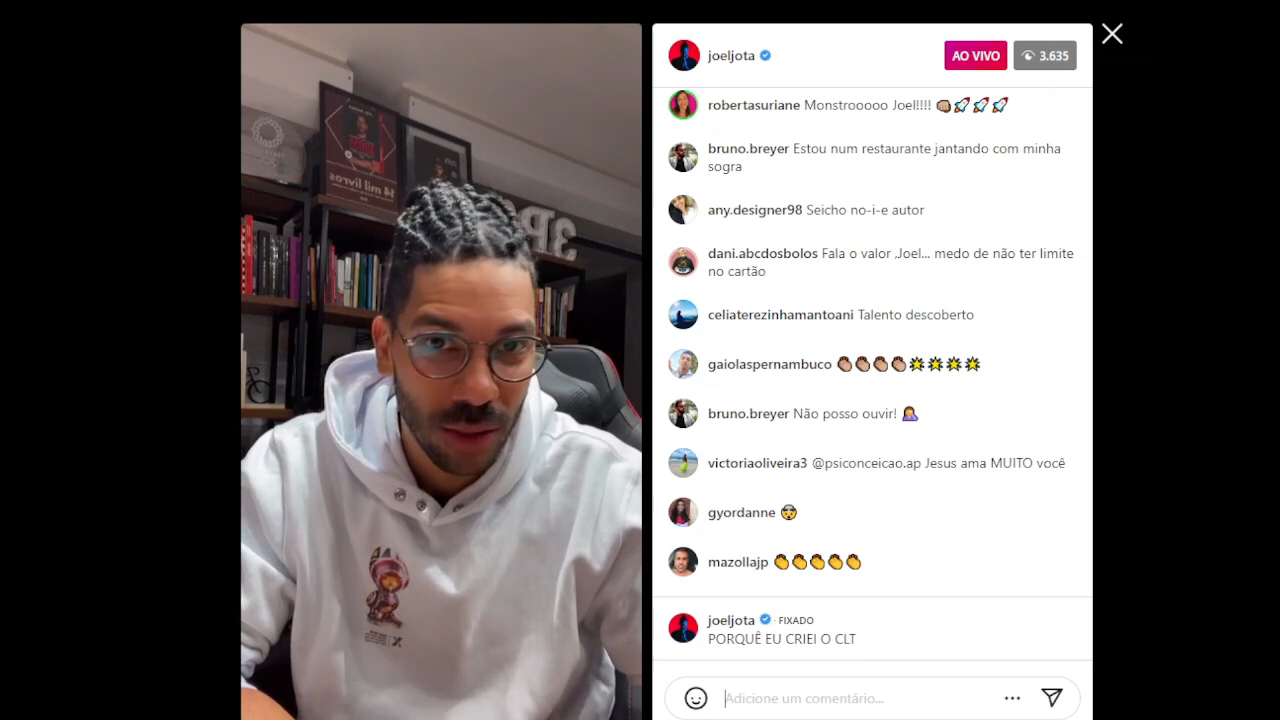 joeljota
AO VIVO
3.635
robertasuriane Monstrooooo Joel!!!! 👏🏽🚀🚀🚀
bruno.breyer Estou num restaurante jantando com minha
sogra
any.designer98 Seicho no-i-e autor
dani.abcdosbolos Fala o valor ,Joel... medo de não ter limite
no cartão
celiaterezinhamantoani Talento descoberto
gaiolaspernambuco 👏🏽👏🏽👏🏽👏🏽🌟🌟🌟🌟
bruno.breyer Não posso ouvir! 🤦‍♀️
victoriaoliveira3 @psiconceicao.ap Jesus ama MUITO você
gyordanne 🤯
mazollajp 👏👏👏👏👏
joeljota · FIXADO
PORQUÊ EU CRIEI O CLT
Adicione um comentário...
14 mil livros